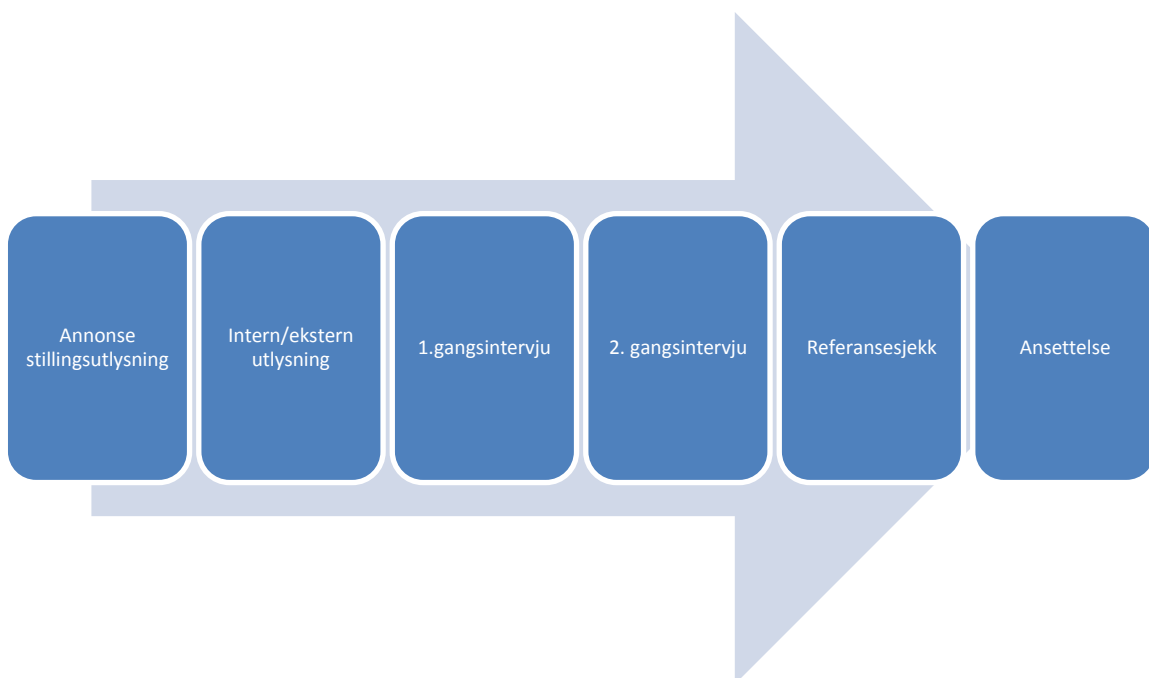 Annonse
stillingsutlysning
Intern/ekstern
utlysning
1.gangsintervju
2. gangsintervju
Referansesjekk
Ansettelse